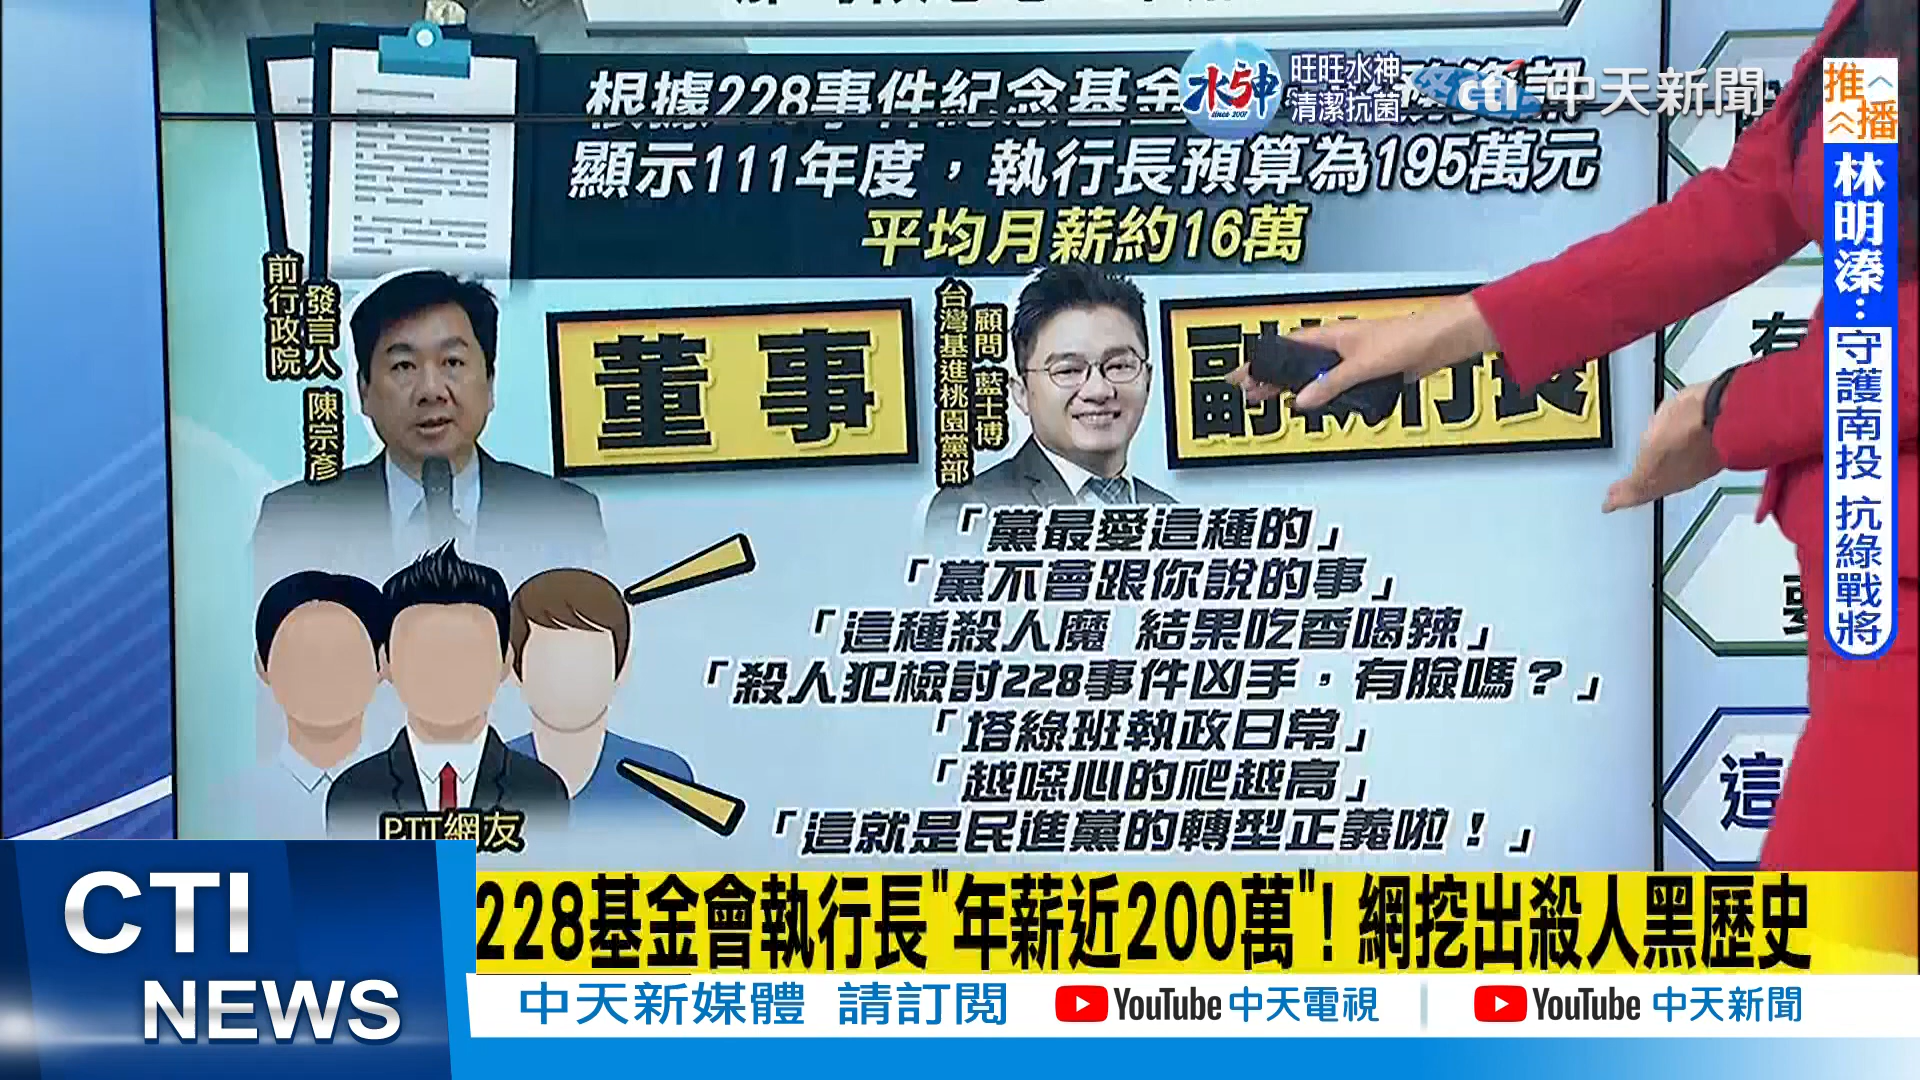 根據228事件紀念基金
水神
since 2007
旺旺水神
清潔抗菌
cti 中天新聞
顯示111年度，執行長預算為195萬元
平均月薪約16萬
前行政院
發言人 陳宗彥
董事
台灣基進桃園黨部
顧問 藍士博
副執行長
「黨最愛這種的」
「黨不會跟你說的事」
「這種殺人魔 結果吃香喝辣」
「殺人犯檢討228事件凶手，有臉嗎？」
「塔綠班執政日常」
「越噁心的爬越高」
「這就是民進黨的轉型正義啦！」
PTT網友
這
推播
林明溱：守護南投 抗綠戰將
CTI
NEWS
228基金會執行長"年薪近200萬"！網挖出殺人黑歷史
中天新媒體 請訂閱 YouTube 中天電視 | YouTube 中天新聞